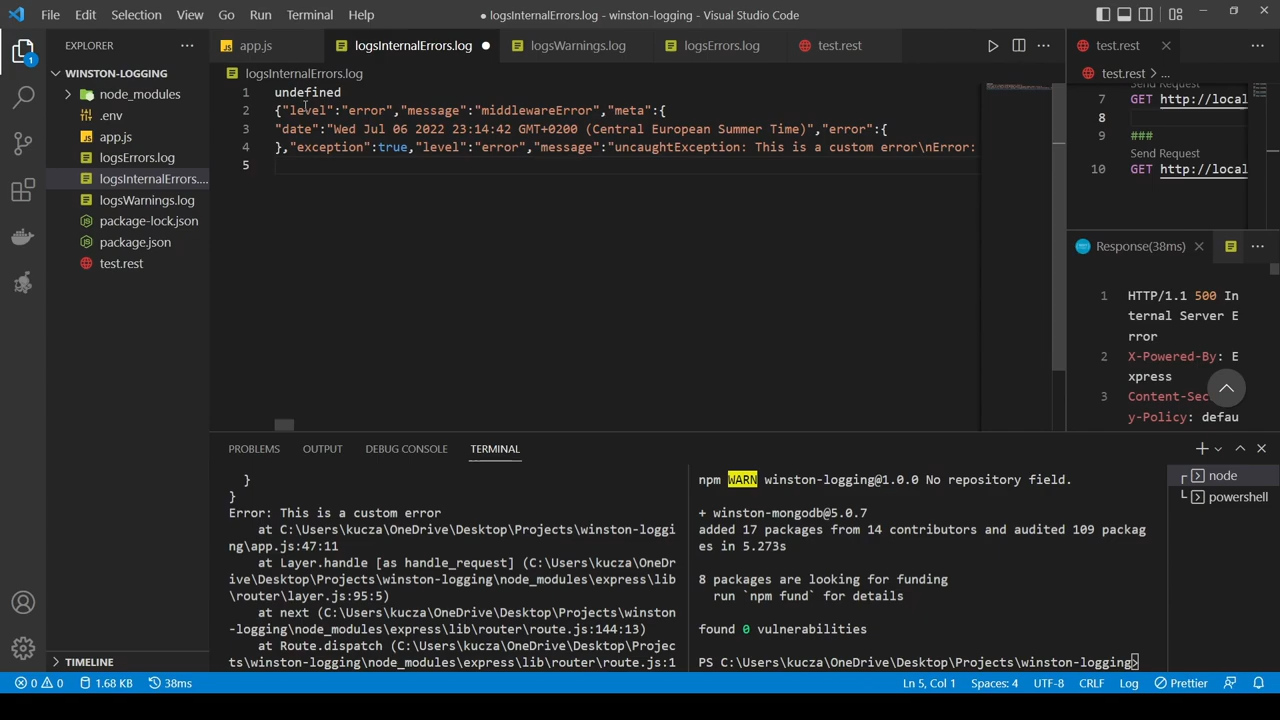 File Edit Selection View Go Run Terminal Help
● logsInternalErrors.log - winston-logging - Visual Studio Code
EXPLORER
WINSTON-LOGGING
node_modules
.env
app.js
logsErrors.log
logsInternalErrors....
logsWarnings.log
package-lock.json
package.json
test.rest
TIMELINE
1
app.js
logsInternalErrors.log ●
logsWarnings.log
logsErrors.log
test.rest
logsInternalErrors.log
1 undefined
2 {"level":"error","message":"middlewareError","meta":{
3 "date":"Wed Jul 06 2022 23:14:42 GMT+0200 (Central European Summer Time)","error":{
4 },"exception":true,"level":"error","message":"uncaughtException: This is a custom error\nError:
5
test.rest
test.rest > ...
Send Request
7 GET http://local
8
9 ###
Send Request
10 GET http://local
Response(38ms)
1 HTTP/1.1 500 In
ternal Server E
rror
2 X-Powered-By: E
xpress
3 Content-Sec
y-Policy: defau
PROBLEMS OUTPUT DEBUG CONSOLE TERMINAL
}
}
Error: This is a custom error
at C:\Users\kucza\OneDrive\Desktop\Projects\winston-loggi
ng\app.js:47:11
at Layer.handle [as handle_request] (C:\Users\kucza\OneDr
ive\Desktop\Projects\winston-logging\node_modules\express\lib
\router\layer.js:95:5)
at next (C:\Users\kucza\OneDrive\Desktop\Projects\winston
-logging\node_modules\express\lib\router\route.js:144:13)
at Route.dispatch (C:\Users\kucza\OneDrive\Desktop\Projec
ts\winston-logging\node_modules\express\lib\router\route.js:1
npm WARN winston-logging@1.0.0 No repository field.
+ winston-mongodb@5.0.7
added 17 packages from 14 contributors and audited 109 packag
es in 5.273s
8 packages are looking for funding
run `npm fund` for details
found 0 vulnerabilities
PS C:\Users\kucza\OneDrive\Desktop\Projects\winston-logging>
node
powershell
0 0 1.68 KB 38ms
Ln 5, Col 1 Spaces: 4 UTF-8 CRLF Log Prettier